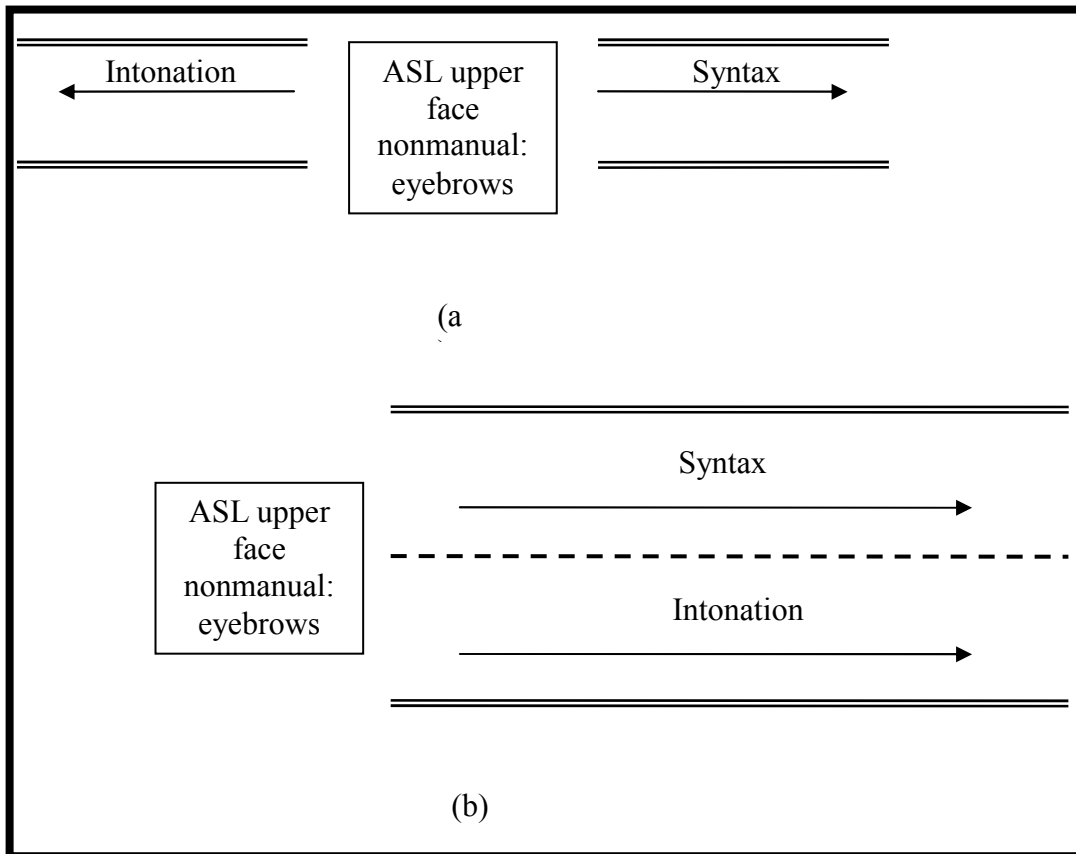 Intonation
ASL upper
face
nonmanual:
eyebrows
Syntax
(a
Syntax
ASL upper
face
nonmanual:
eyebrows
Intonation
(b)